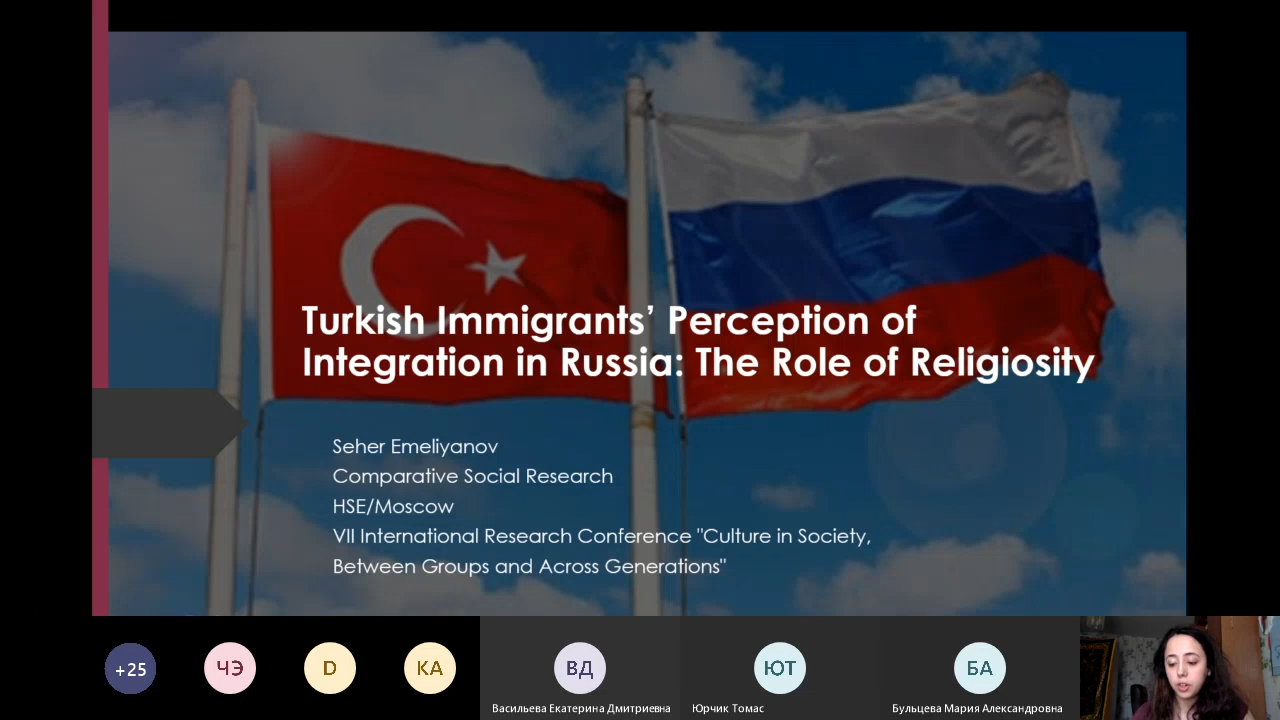 Turkish Immigrants’ Perception of
Integration in Russia: The Role of Religiosity
Seher Emeliyanov
Comparative Social Research
HSE/Moscow
VII International Research Conference "Culture in Society,
Between Groups and Across Generations"
+25
ЧЭ
D
КА
ВД
ЮТ
БА
Васильева Екатерина Дмитриевна
Юрчик Томас
Бульцева Мария Александровна